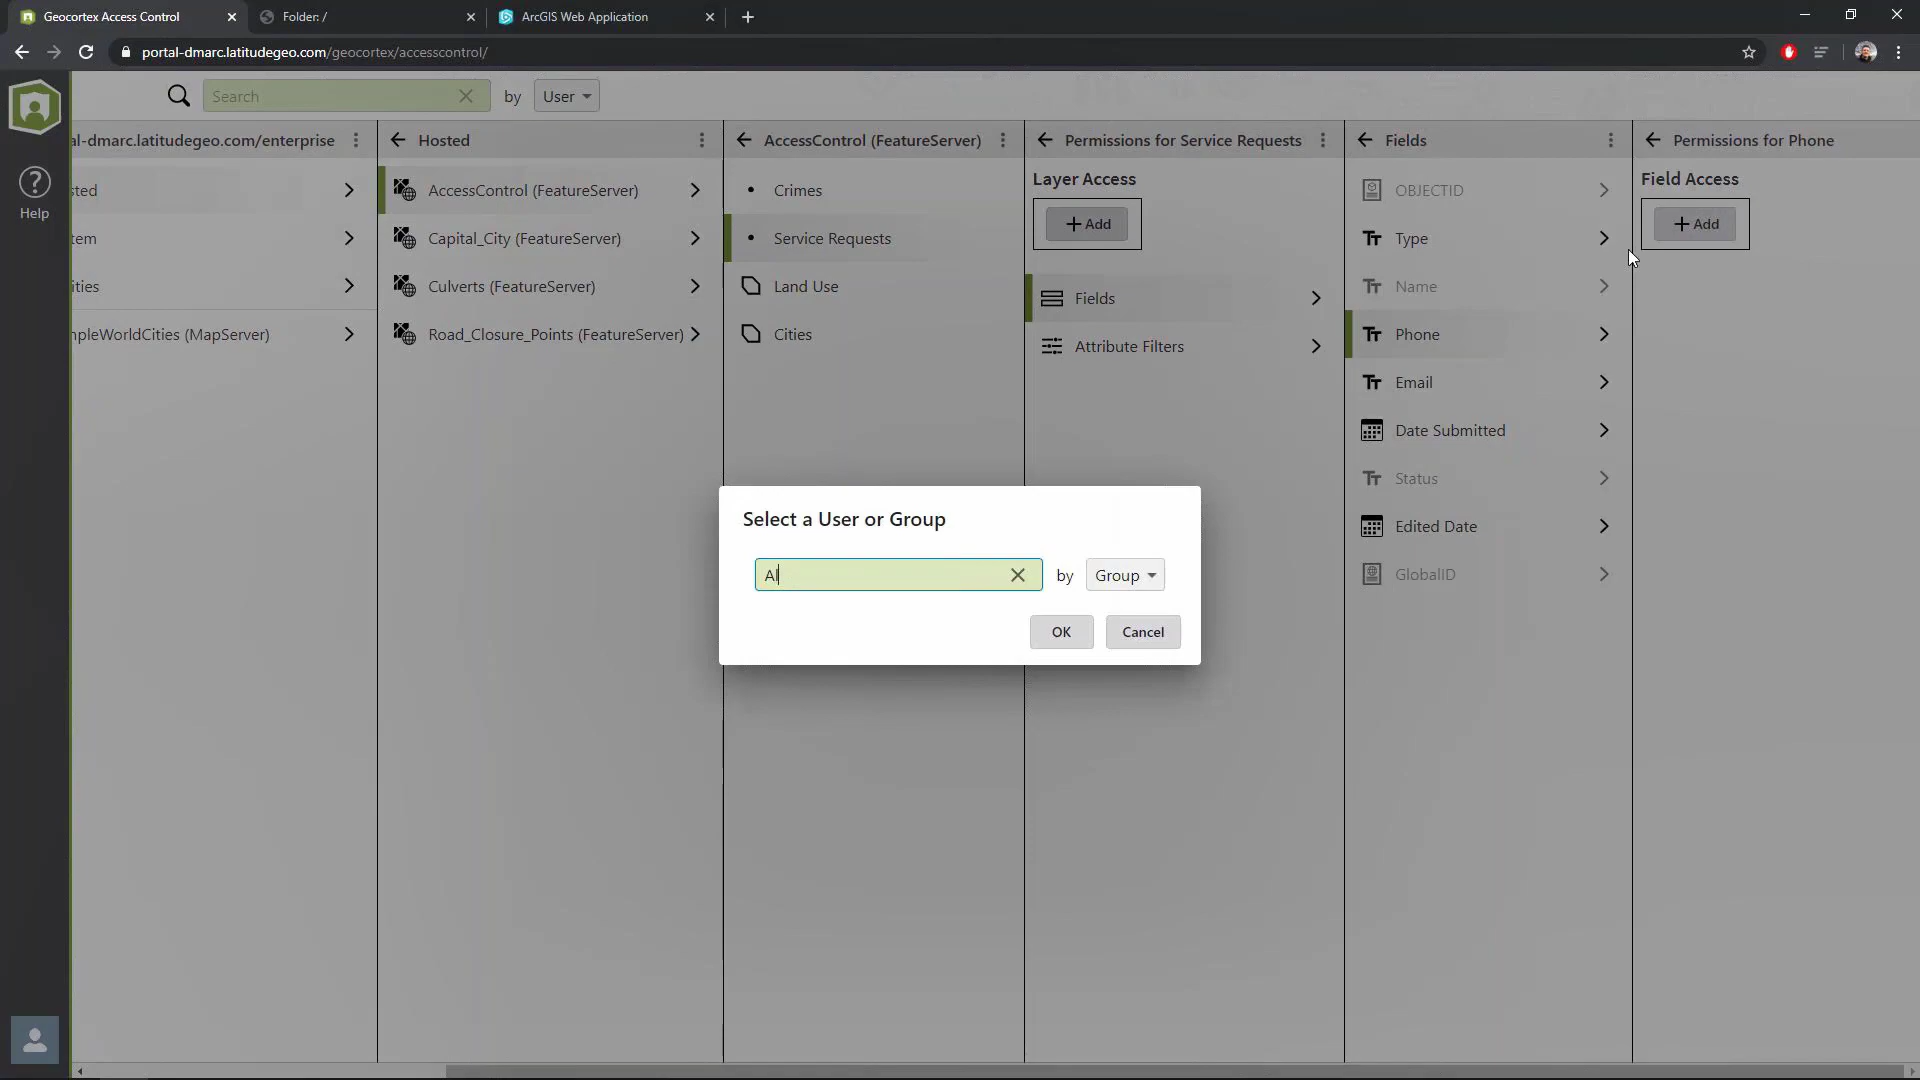 Geocortex Access Control
Folder: /
ArcGIS Web Application
portal-dmarc.latitudegeo.com/geocortex/accesscontrol/
Search
by
User
Help
al-dmarc.latitudegeo.com/enterprise
sted
tem
ities
mpleWorldCities (MapServer)
Hosted
AccessControl (FeatureServer)
Capital_City (FeatureServer)
Culverts (FeatureServer)
Road_Closure_Points (FeatureServer)
AccessControl (FeatureServer)
Crimes
Service Requests
Land Use
Cities
Permissions for Service Requests
Layer Access
+ Add
Fields
Attribute Filters
Fields
OBJECTID
Type
Name
Phone
Email
Date Submitted
Status
Edited Date
GlobalID
Permissions for Phone
Field Access
+ Add
Select a User or Group
Al
by
Group
OK
Cancel